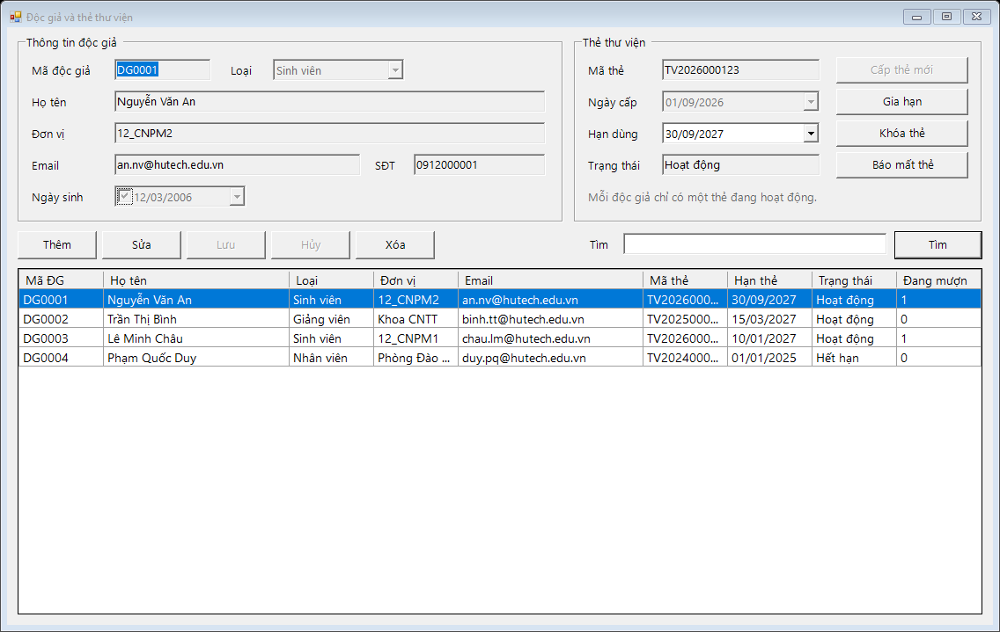 Độc giả và thẻ thư viện
Thông tin độc giả
Mã độc giả DG0001 Loại Sinh viên
Họ tên Nguyễn Văn An
Đơn vị 12_CNPM2
Email an.nv@hutech.edu.vn SĐT 0912000001
Ngày sinh 12/03/2006
Thẻ thư viện
Mã thẻ TV2026000123 Cấp thẻ mới
Ngày cấp 01/09/2026 Gia hạn
Hạn dùng 30/09/2027 Khóa thẻ
Trạng thái Hoạt động Báo mất thẻ
Mỗi độc giả chỉ có một thẻ đang hoạt động.
Thêm Sửa Lưu Hủy Xóa Tìm Tìm
Mã ĐG Họ tên Loại Đơn vị Email Mã thẻ Hạn thẻ Trạng thái Đang mượn
DG0001 Nguyễn Văn An Sinh viên 12_CNPM2 an.nv@hutech.edu.vn TV2026000... 30/09/2027 Hoạt động 1
DG0002 Trần Thị Bình Giảng viên Khoa CNTT binh.tt@hutech.edu.vn TV2025000... 15/03/2027 Hoạt động 0
DG0003 Lê Minh Châu Sinh viên 12_CNPM1 chau.lm@hutech.edu.vn TV2026000... 10/01/2027 Hoạt động 1
DG0004 Phạm Quốc Duy Nhân viên Phòng Đào ... duy.pq@hutech.edu.vn TV2024000... 01/01/2025 Hết hạn 0